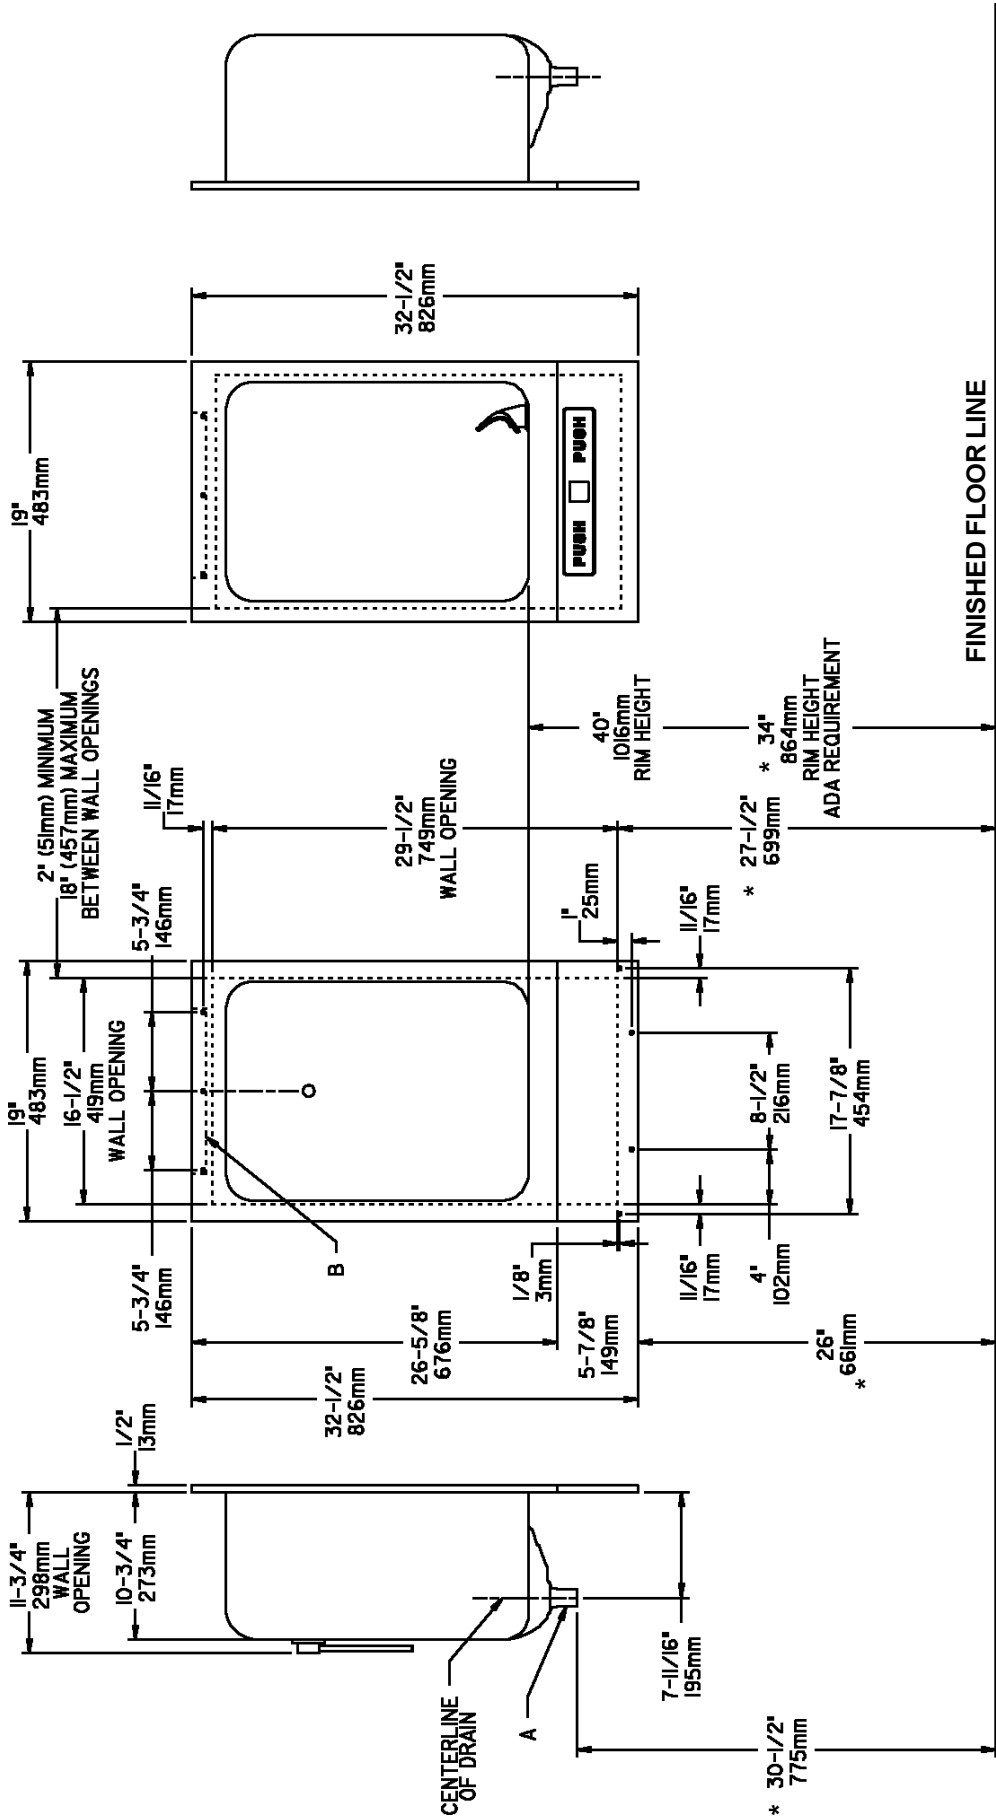 11-3/4"
298mm
WALL
OPENING
10-3/4"
273mm
1/2"
13mm
19"
483mm
16-1/2"
419mm
WALL OPENING
5-3/4"
146mm
5-3/4"
146mm
2" (51mm) MINIMUM
18" (457mm) MAXIMUM
BETWEEN WALL OPENINGS
11/16"
17mm
19"
483mm
B
32-1/2"
826mm
26-5/8"
676mm
29-1/2"
749mm
WALL OPENING
32-1/2"
826mm
CENTERLINE
OF DRAIN
A
5-7/8"
149mm
1/8"
3mm
1"
25mm
PUSH PUSH
7-11/16"
195mm
11/16"
17mm
11/16"
17mm
40"
1016mm
RIM HEIGHT
4"
102mm
8-1/2"
216mm
* 27-1/2"
699mm
* 34"
864mm
RIM HEIGHT
ADA REQUIREMENT
* 30-1/2"
775mm
26"
661mm
*
17-7/8"
454mm
FINISHED FLOOR LINE